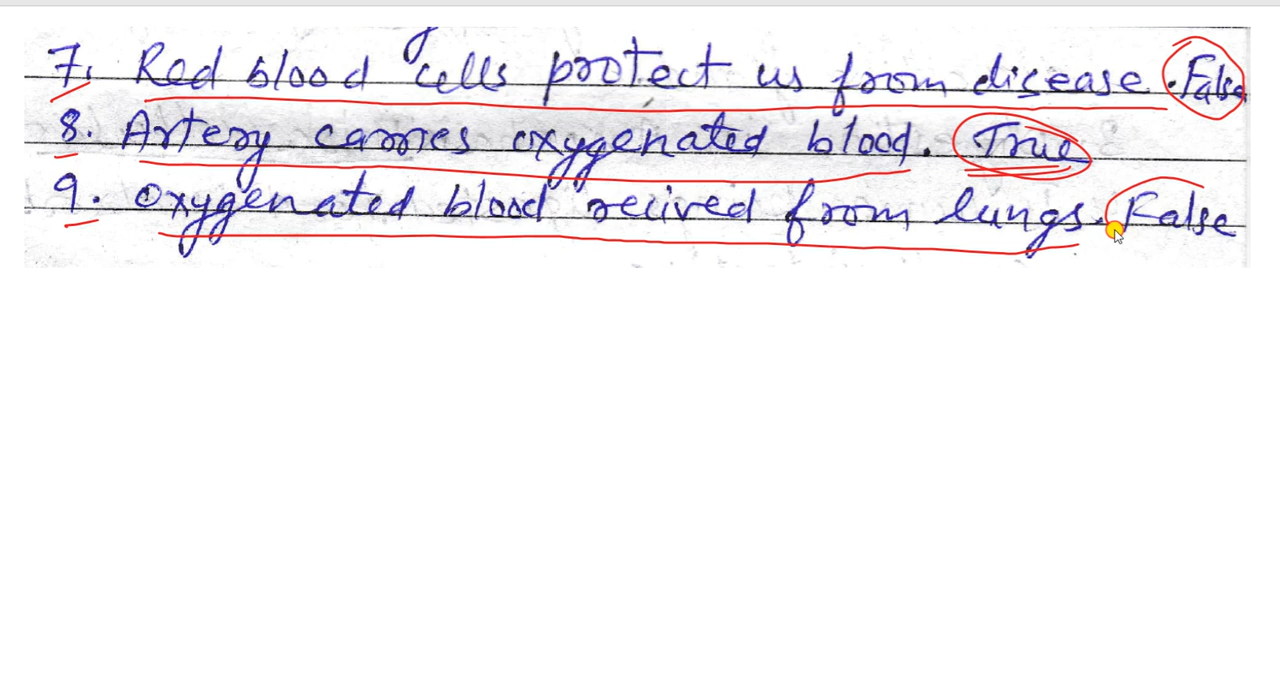 7. Red blood cells protect us from disease. False
8. Artery carries oxygenated blood. True
9. Oxygenated blood recived from lungs. False